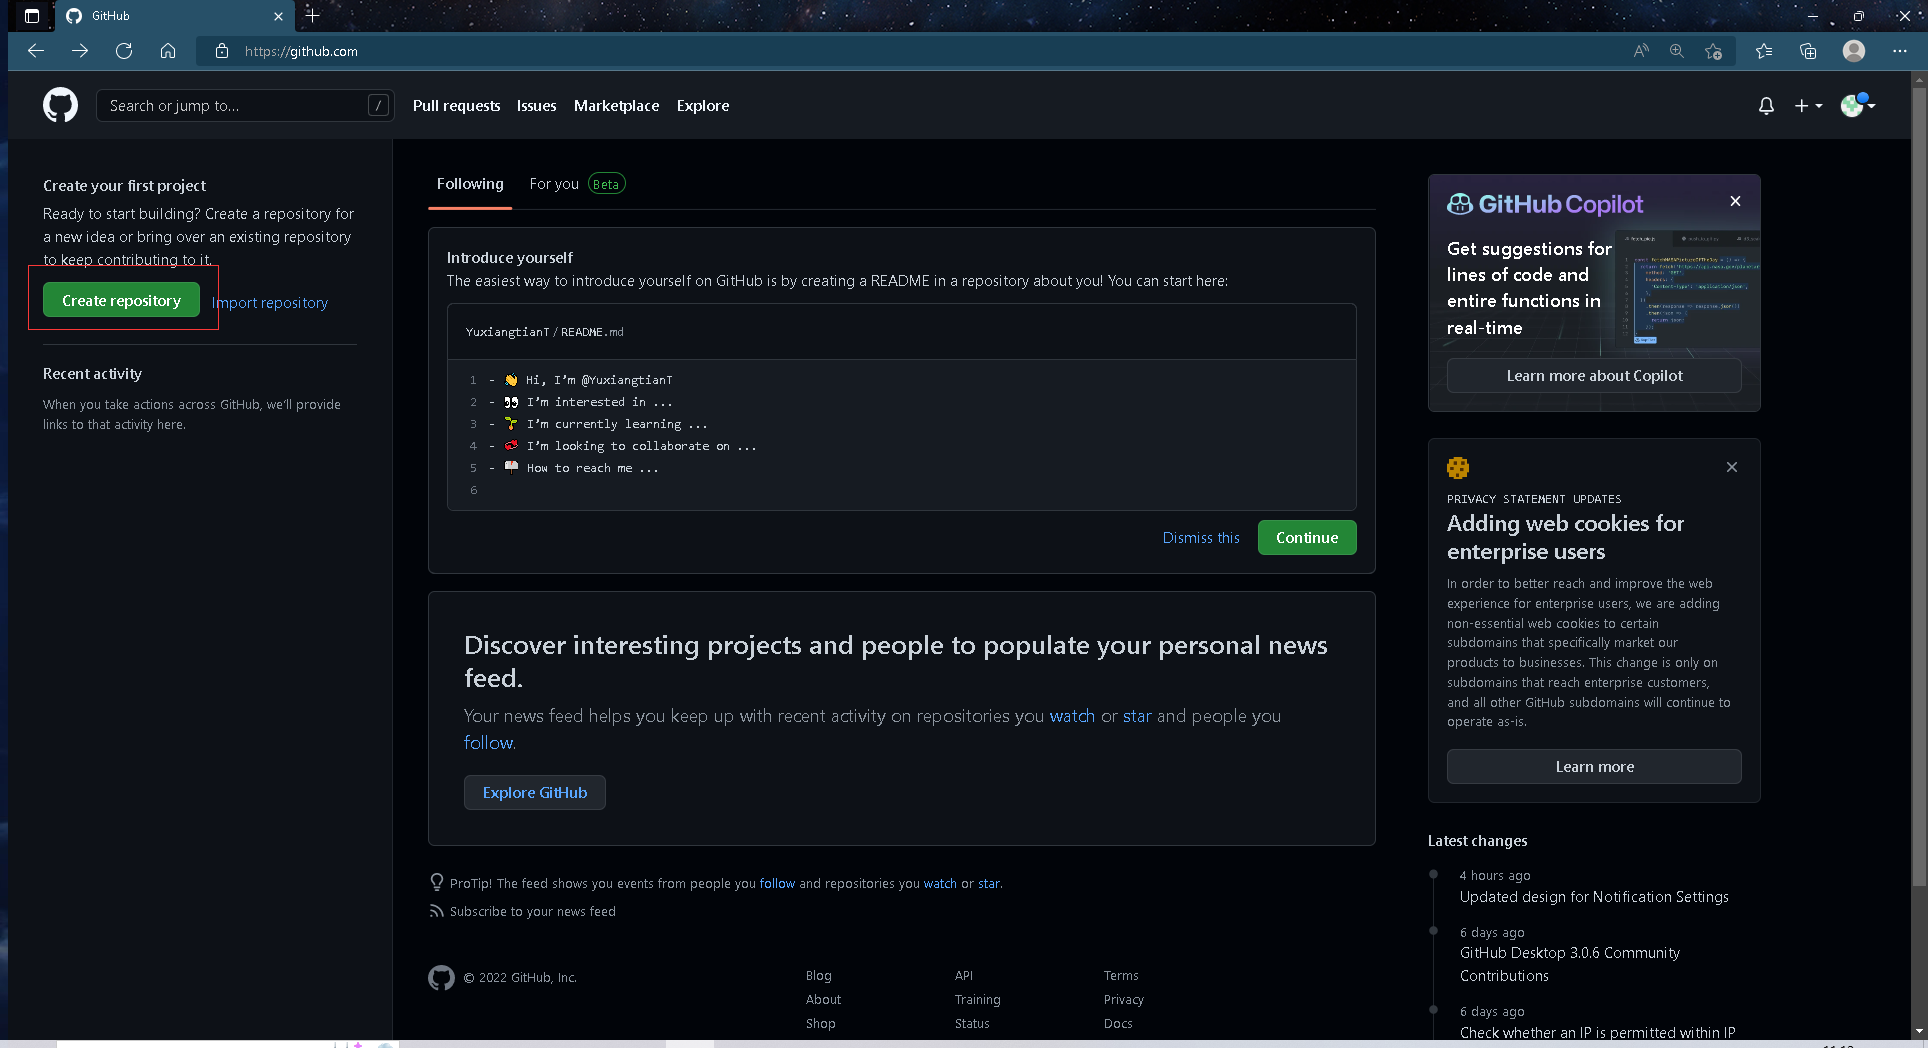 GitHub
https://github.com
Search or jump to... /
Pull requests
Issues
Marketplace
Explore
Create your first project
Ready to start building? Create a repository for
a new idea or bring over an existing repository
to keep contributing to it.
Create repository
Import repository
Recent activity
When you take actions across GitHub, we'll provide
links to that activity here.
Following
For you Beta
Introduce yourself
The easiest way to introduce yourself on GitHub is by creating a README in a repository about you! You can start here:
YuxiangtianT / README.md
1 - 👋 Hi, I'm @YuxiangtianT
2 - 👀 I'm interested in ...
3 - 🌱 I'm currently learning ...
4 - 💞️ I'm looking to collaborate on ...
5 - 📫 How to reach me ...
6
Dismiss this
Continue
Discover interesting projects and people to populate your personal news
feed.
Your news feed helps you keep up with recent activity on repositories you watch or star and people you
follow.
Explore GitHub
ProTip! The feed shows you events from people you follow and repositories you watch or star.
Subscribe to your news feed
© 2022 GitHub, Inc.
Blog
About
Shop
API
Training
Status
Terms
Privacy
Docs
GitHub Copilot
Get suggestions for
lines of code and
entire functions in
real-time
Learn more about Copilot
PRIVACY STATEMENT UPDATES
Adding web cookies for
enterprise users
In order to better reach and improve the web
experience for enterprise users, we are adding
non-essential web cookies to certain
subdomains that specifically market our
products to businesses. This change is only on
subdomains that reach enterprise customers,
and all other GitHub subdomains will continue to
operate as-is.
Learn more
Latest changes
4 hours ago
Updated design for Notification Settings
6 days ago
GitHub Desktop 3.0.6 Community
Contributions
6 days ago
Check whether an IP is permitted within IP